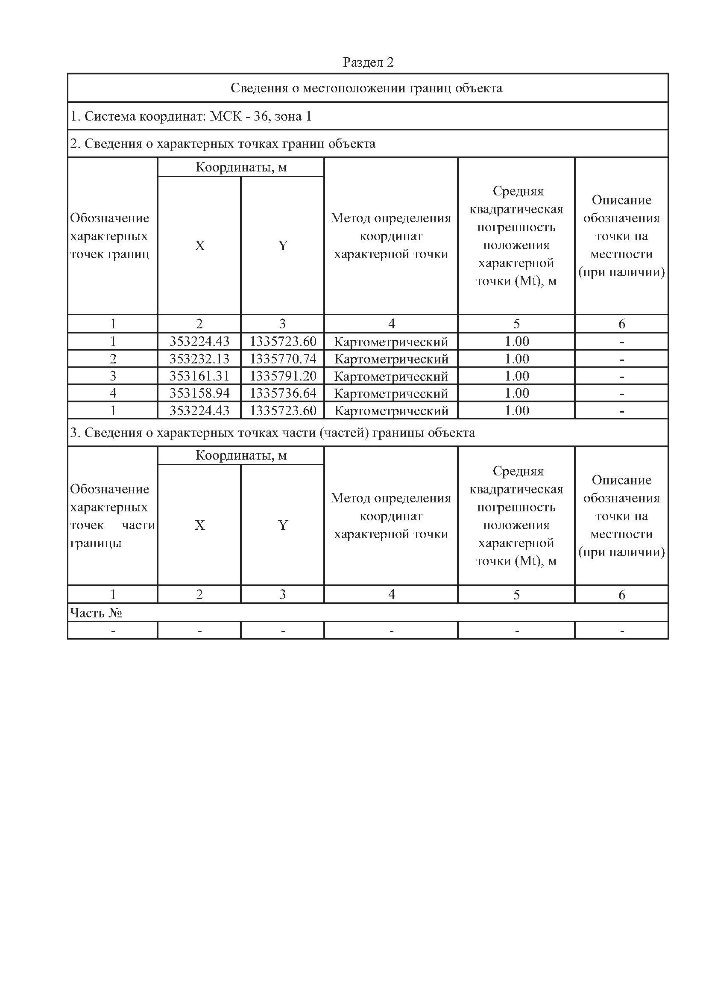 Раздел 2
Сведения о местоположении границ объекта
1. Система координат: МСК - 36, зона 1
2. Сведения о характерных точках границ объекта
Обозначение
характерных
точек границ
Координаты, м
X
Y
Метод определения
координат
характерной точки
Средняя
квадратическая
погрешность
положения
характерной
точки (Mt), м
Описание
обозначения
точки на
местности
(при наличии)
1 2 3 4 5 6
1 353224.43 1335723.60 Картометрический 1.00 -
2 353232.13 1335770.74 Картометрический 1.00 -
3 353161.31 1335791.20 Картометрический 1.00 -
4 353158.94 1335736.64 Картометрический 1.00 -
1 353224.43 1335723.60 Картометрический 1.00 -
3. Сведения о характерных точках части (частей) границы объекта
Обозначение
характерных
точек части
границы
Координаты, м
X
Y
Метод определения
координат
характерной точки
Средняя
квадратическая
погрешность
положения
характерной
точки (Mt), м
Описание
обозначения
точки на
местности
(при наличии)
1 2 3 4 5 6
Часть №
- - - - - -